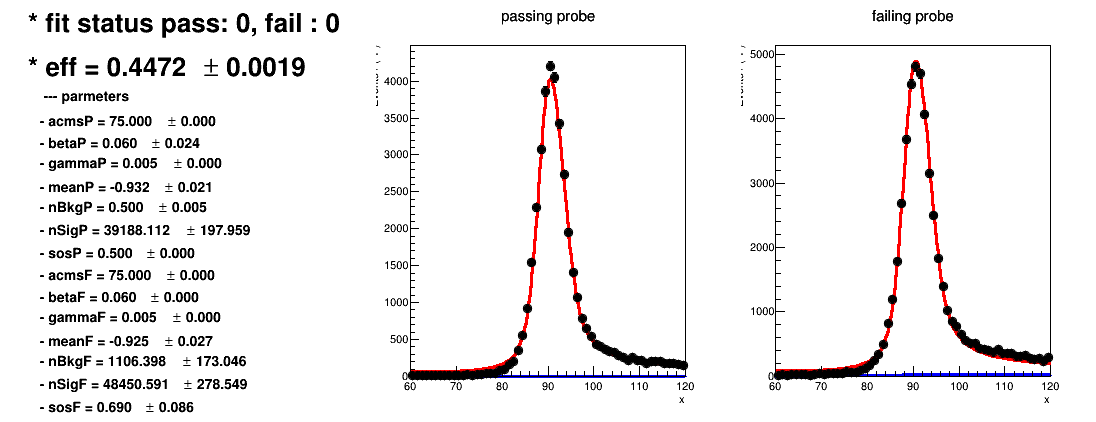 * fit status pass: 0, fail : 0
* eff = 0.4472 ± 0.0019
--- parmeters
- acmsP = 75.000 ± 0.000
- betaP = 0.060 ± 0.024
- gammaP = 0.005 ± 0.000
- meanP = -0.932 ± 0.021
- nBkgP = 0.500 ± 0.005
- nSigP = 39188.112 ± 197.959
- sosP = 0.500 ± 0.000
- acmsF = 75.000 ± 0.000
- betaF = 0.060 ± 0.000
- gammaF = 0.005 ± 0.000
- meanF = -0.925 ± 0.027
- nBkgF = 1106.398 ± 173.046
- nSigF = 48450.591 ± 278.549
- sosF = 0.690 ± 0.086
passing probe
4000
3500
3000
2500
2000
1500
1000
500
0
60 70 80 90 100 110 120
x
failing probe
5000
4000
3000
2000
1000
0
60 70 80 90 100 110 120
x